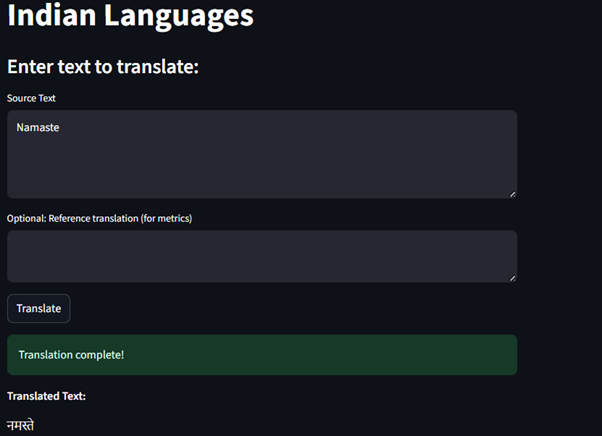 Indian Languages
Enter text to translate:
Source Text
Namaste
Optional: Reference translation (for metrics)
Translate
Translation complete!
Translated Text:
नमस्ते